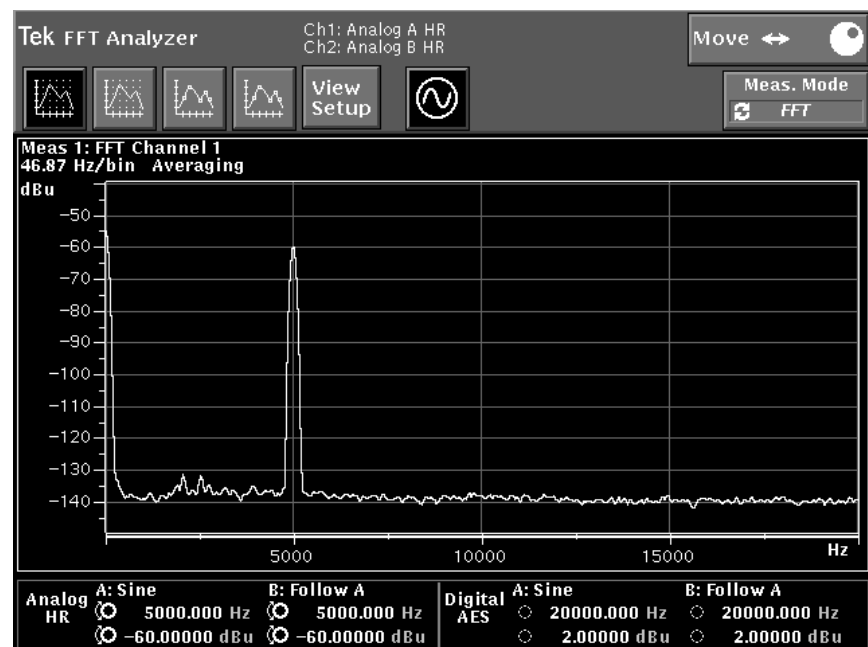 Tek FFT Analyzer
Ch1: Analog A HR
Ch2: Analog B HR
Move
View
Setup
Meas. Mode
FFT
Meas 1: FFT Channel 1
46.87 Hz/bin Averaging
dBu
−50
−60
−70
−80
−90
−100
−110
−120
−130
−140
5000
10000
15000
Hz
Analog
HR
A: Sine
5000.000 Hz
−60.00000 dBu
B: Follow A
5000.000 Hz
−60.00000 dBu
Digital
AES
A: Sine
20000.000 Hz
2.00000 dBu
B: Follow A
20000.000 Hz
2.00000 dBu